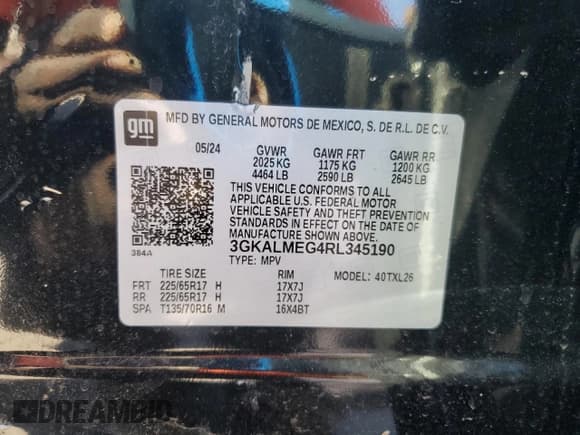 gm
MFD BY GENERAL MOTORS DE MEXICO, S. DE R.L. DE C.V.
05/24 GVWR GAWR FRT GAWR RR
2025 KG 1175 KG 1200 KG
4464 LB 2590 LB 2645 LB
THIS VEHICLE CONFORMS TO ALL
APPLICABLE U.S. FEDERAL MOTOR
VEHICLE SAFETY AND THEFT PREVENTION
STANDARDS IN EFFECT ON THE DATE OF
MANUFACTURE SHOWN ABOVE.
384A
3GKALMEG4RL345190
TYPE: MPV MODEL: 40TXL26
TIRE SIZE RIM
FRT 225/65R17 H 17X7J
RR 225/65R17 H 17X7J
SPA T135/70R16 M 16X4BT
DREAMBID